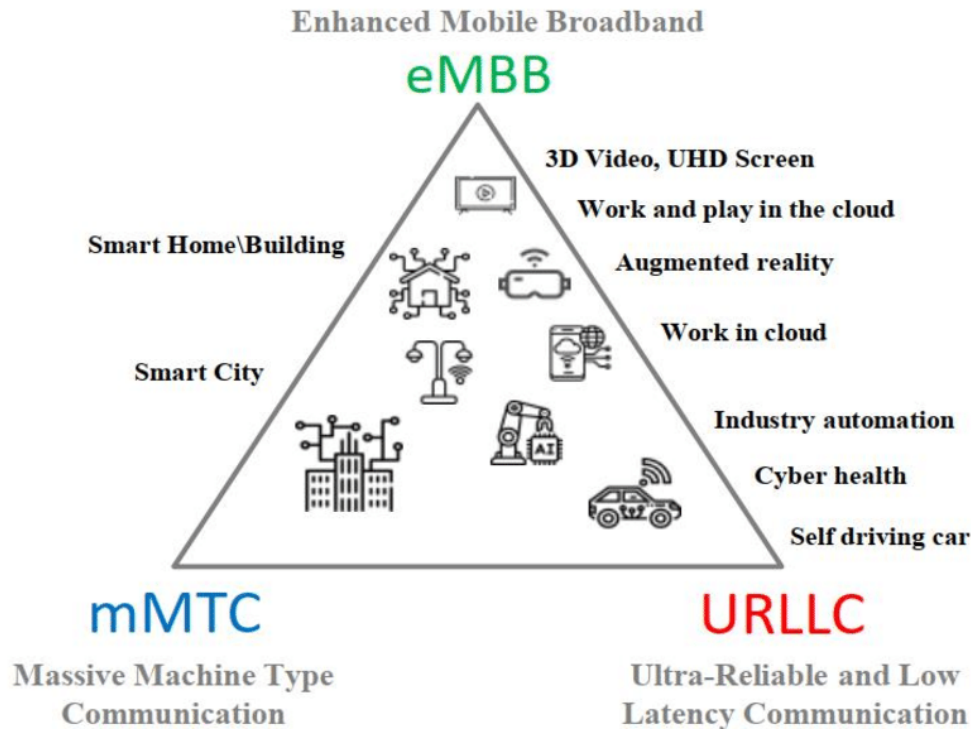 Enhanced Mobile Broadband
eMBB
3D Video, UHD Screen
Work and play in the cloud
Smart Home\Building
Augmented reality
Work in cloud
Smart City
Industry automation
AI
Cyber health
Self driving car
mMTC
URLLC
Massive Machine Type
Communication
Ultra-Reliable and Low
Latency Communication